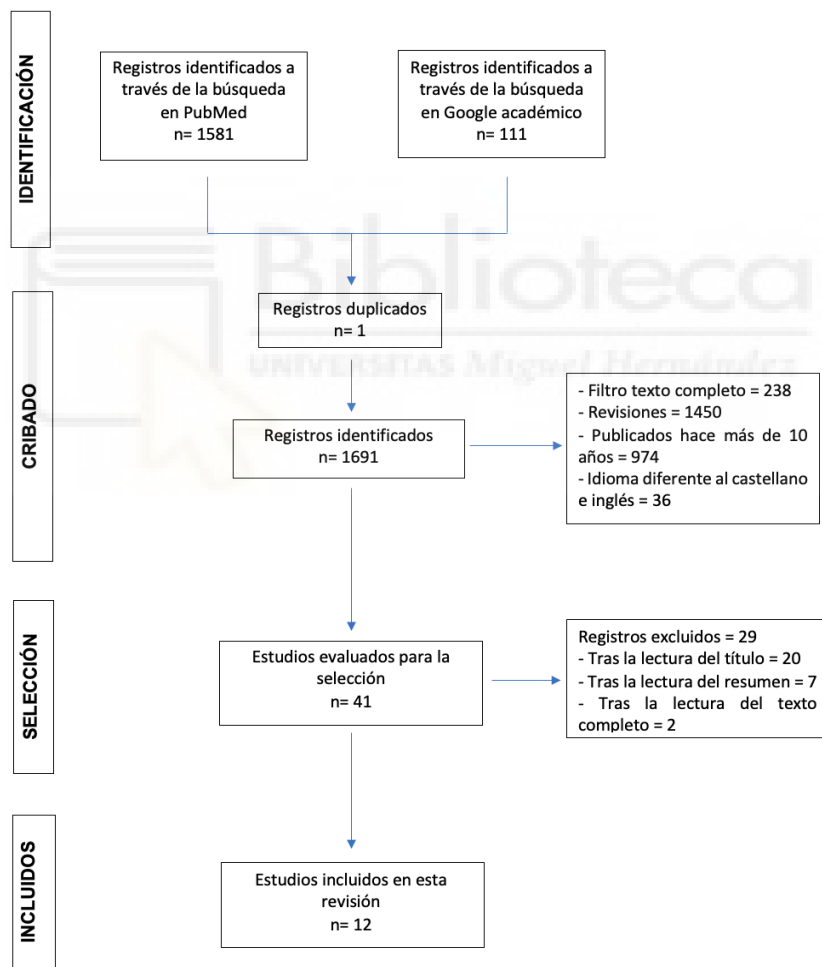 IDENTIFICACIÓN
Registros identificados a
través de la búsqueda
en PubMed
n= 1581
Registros identificados a
través de la búsqueda
en Google académico
n= 111
Biblioteca
UNIVERSITAS Miguel Hernández
CRIBADO
Registros duplicados
n= 1
Registros identificados
n= 1691
- Filtro texto completo = 238
- Revisiones = 1450
- Publicados hace más de 10
años = 974
- Idioma diferente al castellano
e inglés = 36
SELECCIÓN
Estudios evaluados para la
selección
n= 41
Registros excluidos = 29
- Tras la lectura del título = 20
- Tras la lectura del resumen = 7
- Tras la lectura del texto
completo = 2
INCLUIDOS
Estudios incluidos en esta
revisión
n= 12